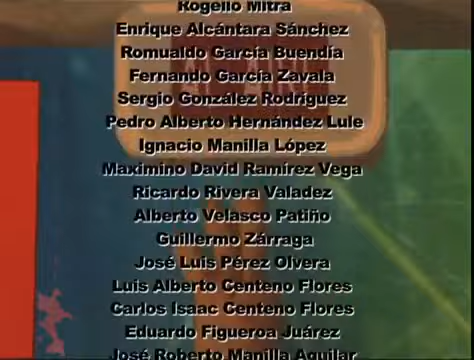 Rogelio Mitra
Enrique Alcántara Sánchez
Romualdo García Buendía
Fernando García Zavala
Sergio González Rodríguez
Pedro Alberto Hernández Lule
Ignacio Manilla López
Maximino David Ramírez Vega
Ricardo Rivera Valadez
Alberto Velasco Patiño
Guillermo Zárraga
José Luis Pérez Olvera
Luis Alberto Centeno Flores
Carlos Isaac Centeno Flores
Eduardo Figueroa Juárez
José Roberto Manilla Aguilar